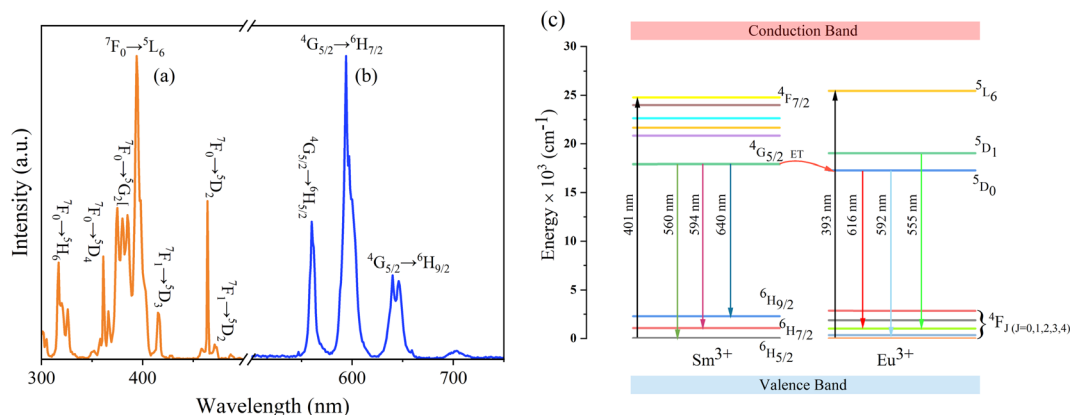 ⁷F₀→⁵L₆
(a)
⁷F₀→⁵H₆
⁷F₀→⁵D₄
⁷F₀→⁵G₂[
⁷F₁→⁵D₃
⁷F₀→⁵D₂
⁷F₁→⁵D₂
⁴G₅/₂→⁶H₇/₂
(b)
⁴G₅/₂→⁶H₅/₂
⁴G₅/₂→⁶H₉/₂
Intensity (a.u.)
300
400
600
700
Wavelength (nm)
(c)
Conduction Band
Energy × 10³ (cm⁻¹)
30
25
20
15
10
5
0
⁴F₇/₂
⁴G₅/₂
ET
401 nm
560 nm
594 nm
640 nm
⁶H₉/₂
⁶H₇/₂
⁶H₅/₂
Sm³⁺
⁵L₆
⁵D₁
⁵D₀
393 nm
616 nm
592 nm
555 nm
⁴F_J (J=0,1,2,3,4)
Eu³⁺
Valence Band